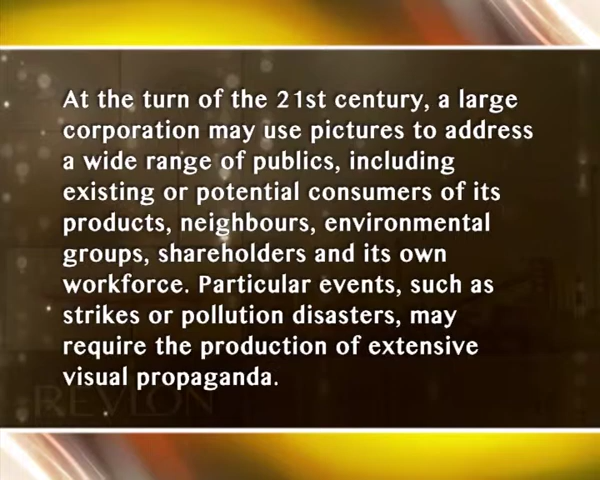 At the turn of the 21st century, a large
corporation may use pictures to address
a wide range of publics, including
existing or potential consumers of its
products, neighbours, environmental
groups, shareholders and its own
workforce. Particular events, such as
strikes or pollution disasters, may
require the production of extensive
visual propaganda.
REVLON